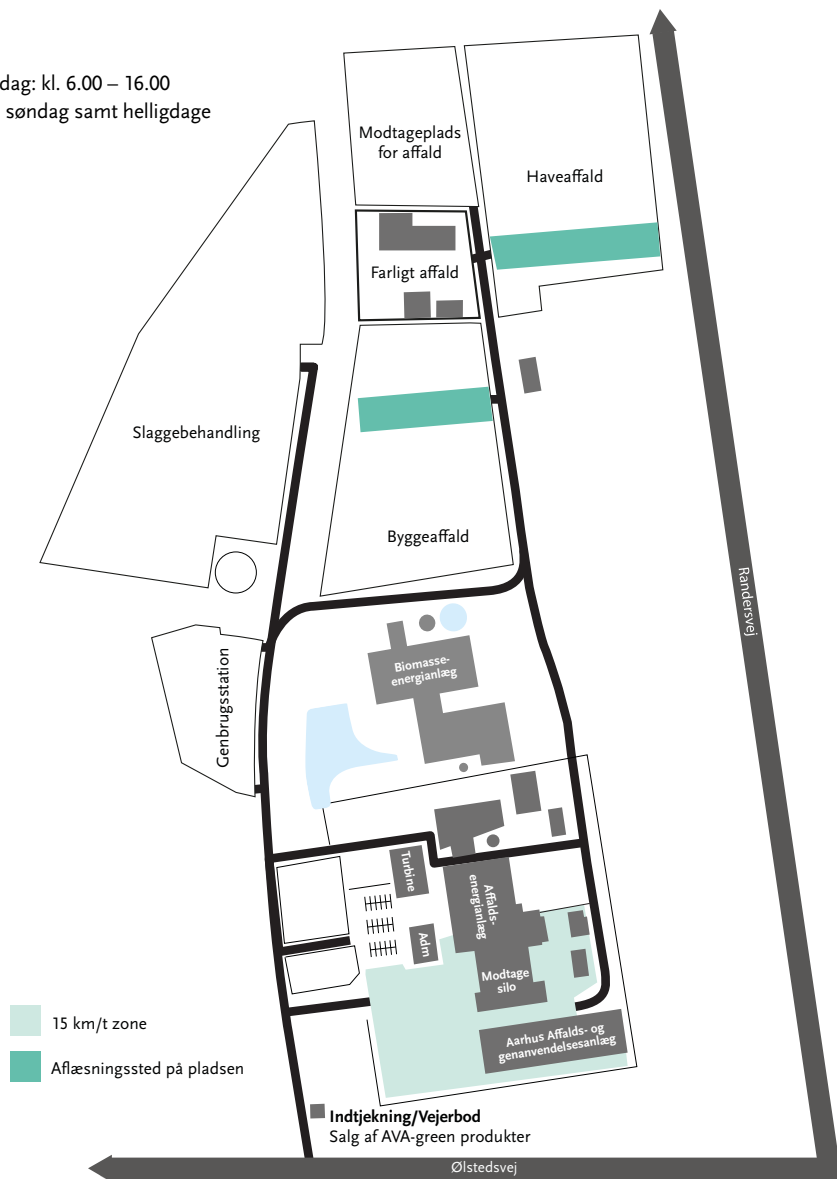 dag: kl. 6.00 – 16.00
søndag samt helligdage
Modtageplads
for affald
Haveaffald
Farligt affald
Slaggebehandling
Byggeaffald
Randersvej
Genbrugsstation
Biomasse-
energianlæg
Turbine
Affalds-
energianlæg
Adm
Modtage
silo
15 km/t zone
Aflæsningssted på pladsen
Aarhus Affalds- og
genanvendelsesanlæg
Indtjekning/Vejerbod
Salg af AVA-green produkter
Ølstedsvej